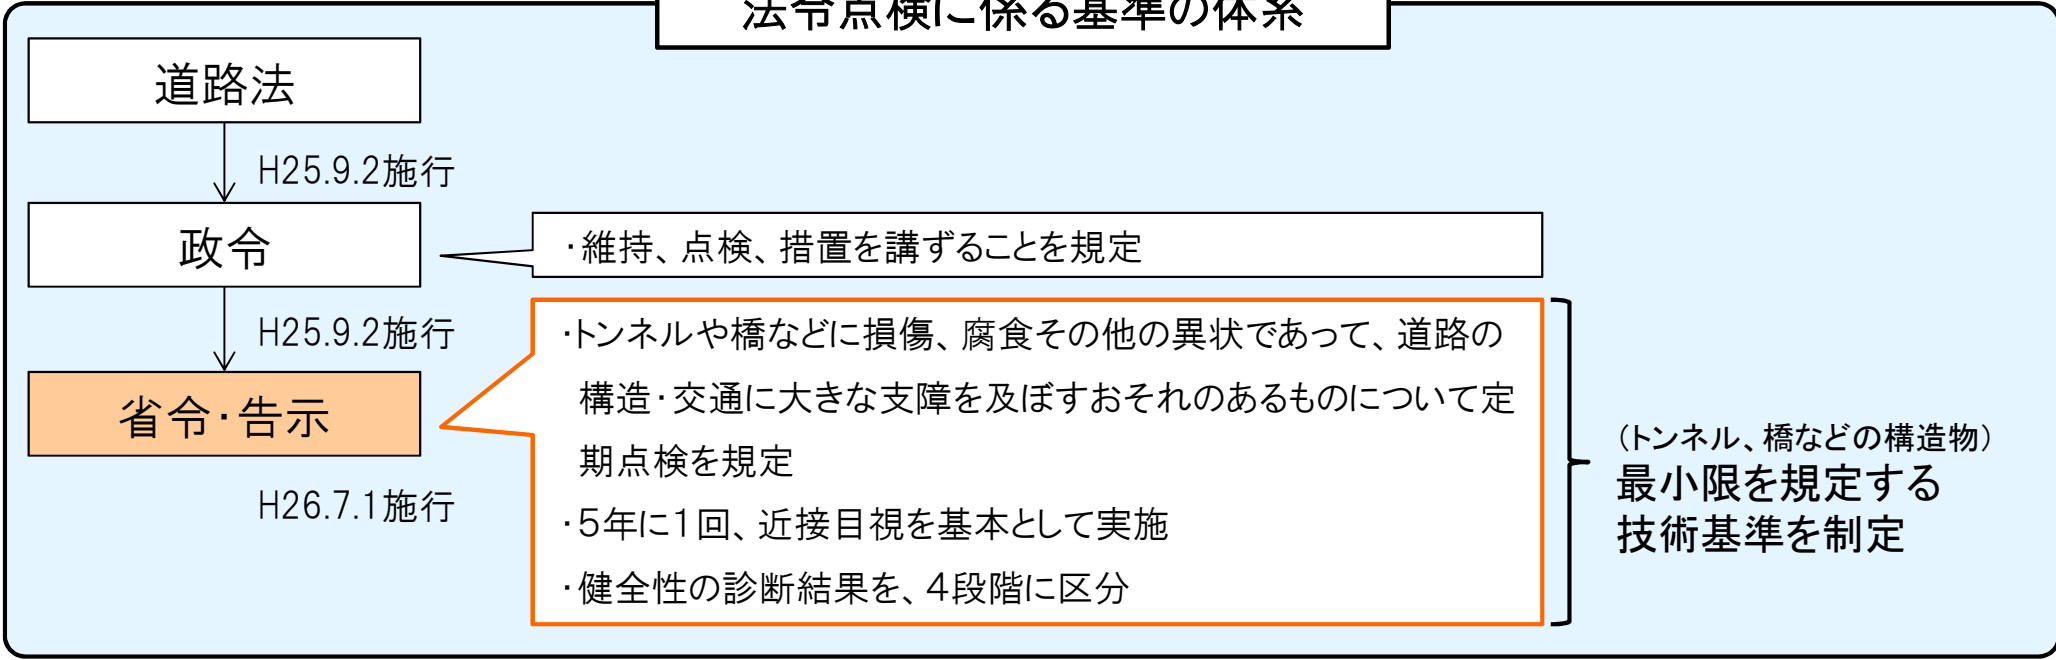 法令点検に係る基準の体系
道路法
H25.9.2施行
政令
・維持、点検、措置を講ずることを規定
H25.9.2施行
省令・告示
H26.7.1施行
・トンネルや橋などに損傷、腐食その他の異状であって、道路の
構造・交通に大きな支障を及ぼすおそれのあるものについて定
期点検を規定
・５年に１回、近接目視を基本として実施
・健全性の診断結果を、４段階に区分
（トンネル、橋などの構造物）
最小限を規定する
技術基準を制定